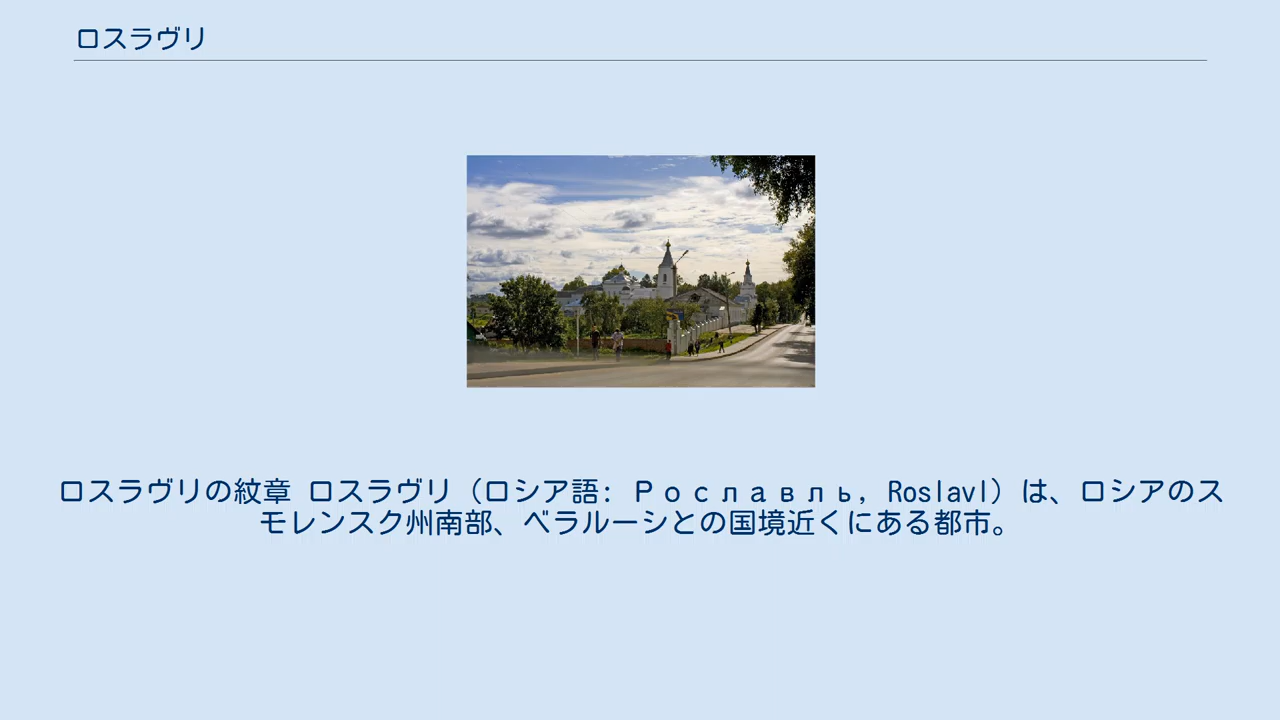 ロスラヴリ
ロスラヴリの紋章 ロスラヴリ（ロシア語: Рославль, Roslavl）は、ロシアのス
モレンスク州南部、ベラルーシとの国境近くにある都市。